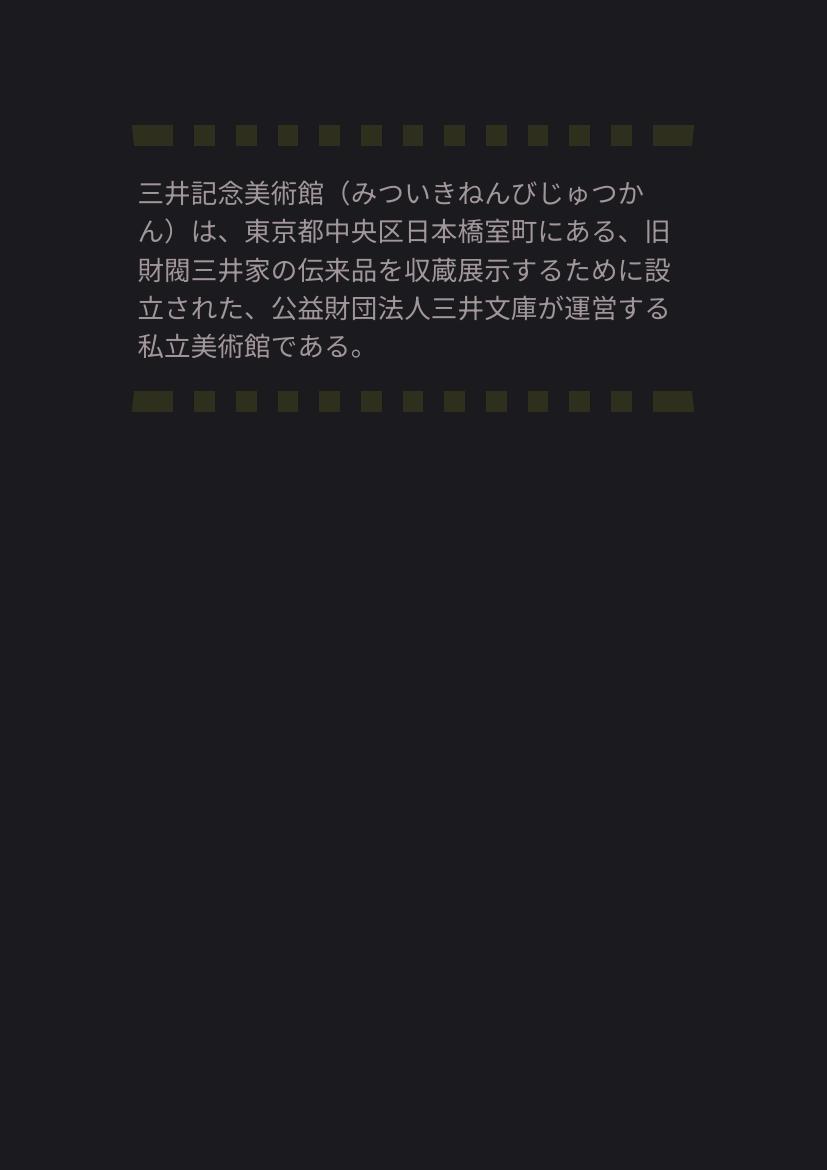 三井記念美術館（みついきねんびじゅつか
ん）は、東京都中央区日本橋室町にある、旧
財閥三井家の伝来品を収蔵展示するために設
立された、公益財団法人三井文庫が運営する
私立美術館である。